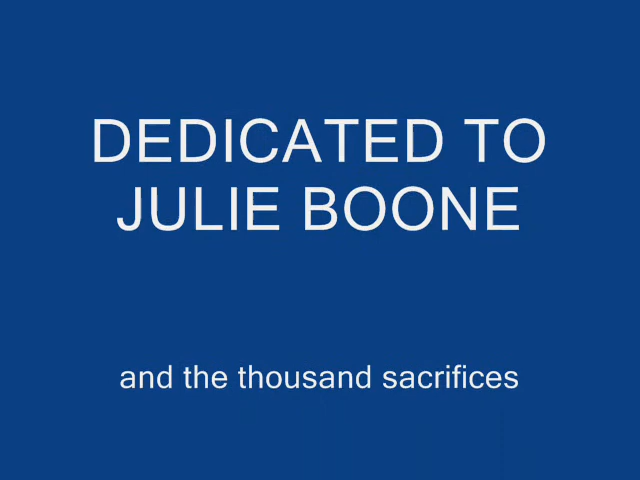 DEDICATED TO
JULIE BOONE
and the thousand sacrifices